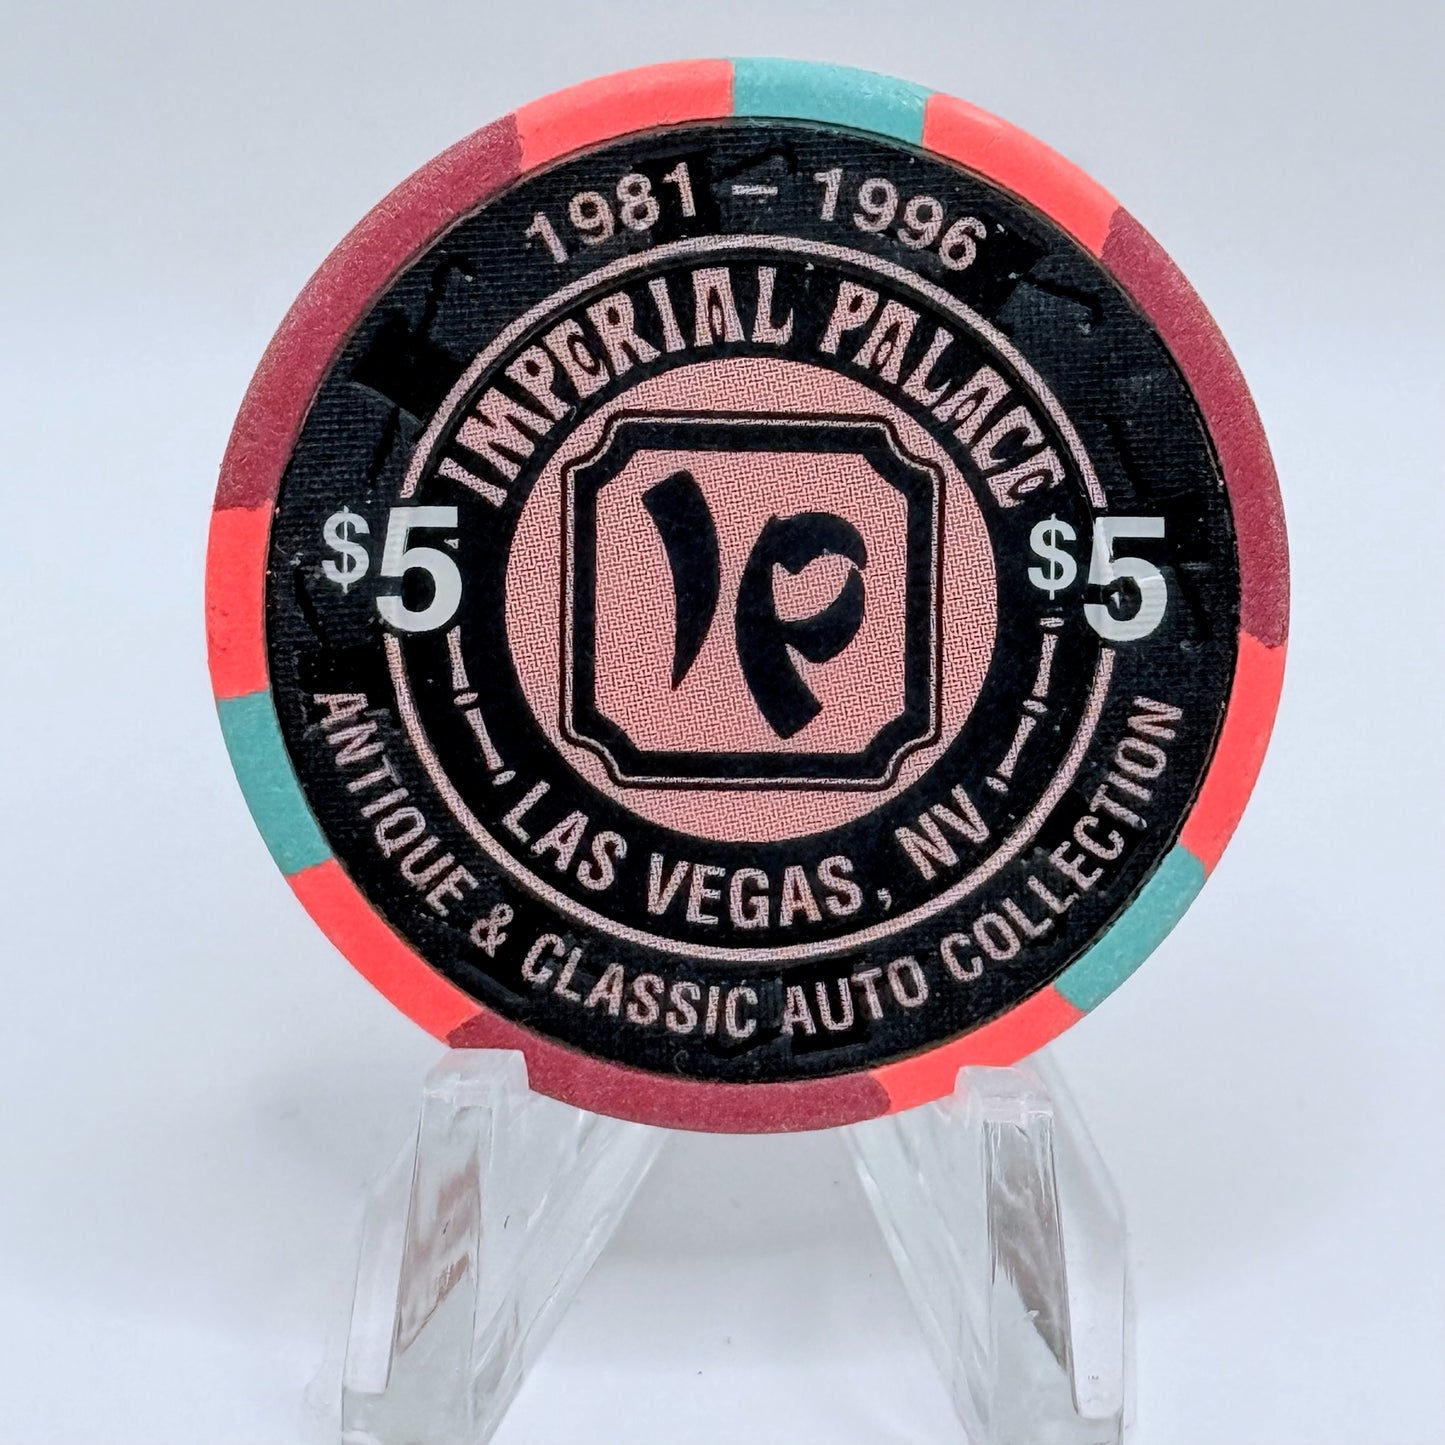 1981 – 1996
IMPERIAL PALACE
$5
$5
IP
LAS VEGAS, NV
ANTIQUE & CLASSIC AUTO COLLECTION